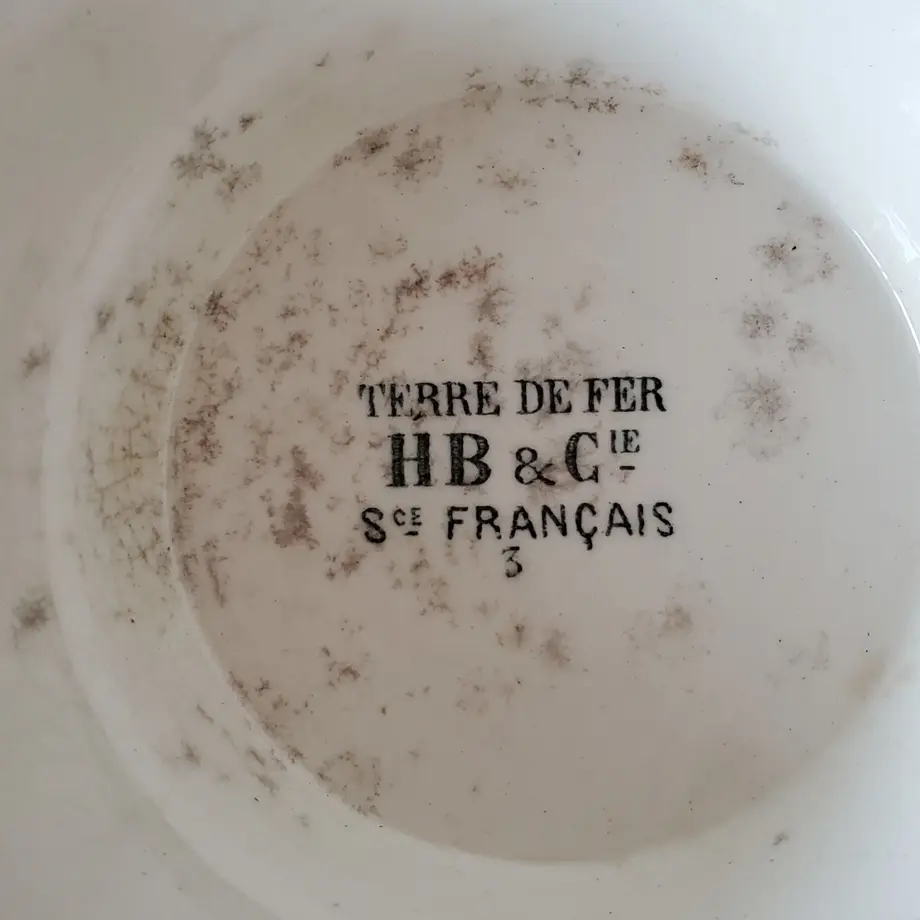 TERRE DE FER
HB & CIE
SCE FRANÇAIS
3